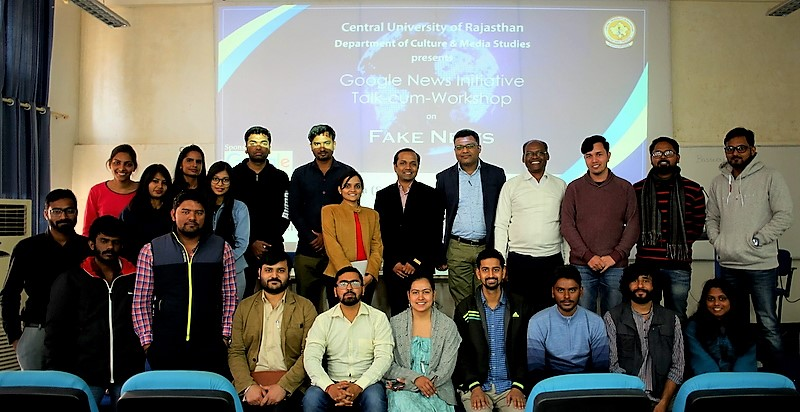 Central University of Rajasthan
Department of Culture & Media Studies
presents
Google News Initiative
Talk cum-Workshop
on
FAKE NEWS